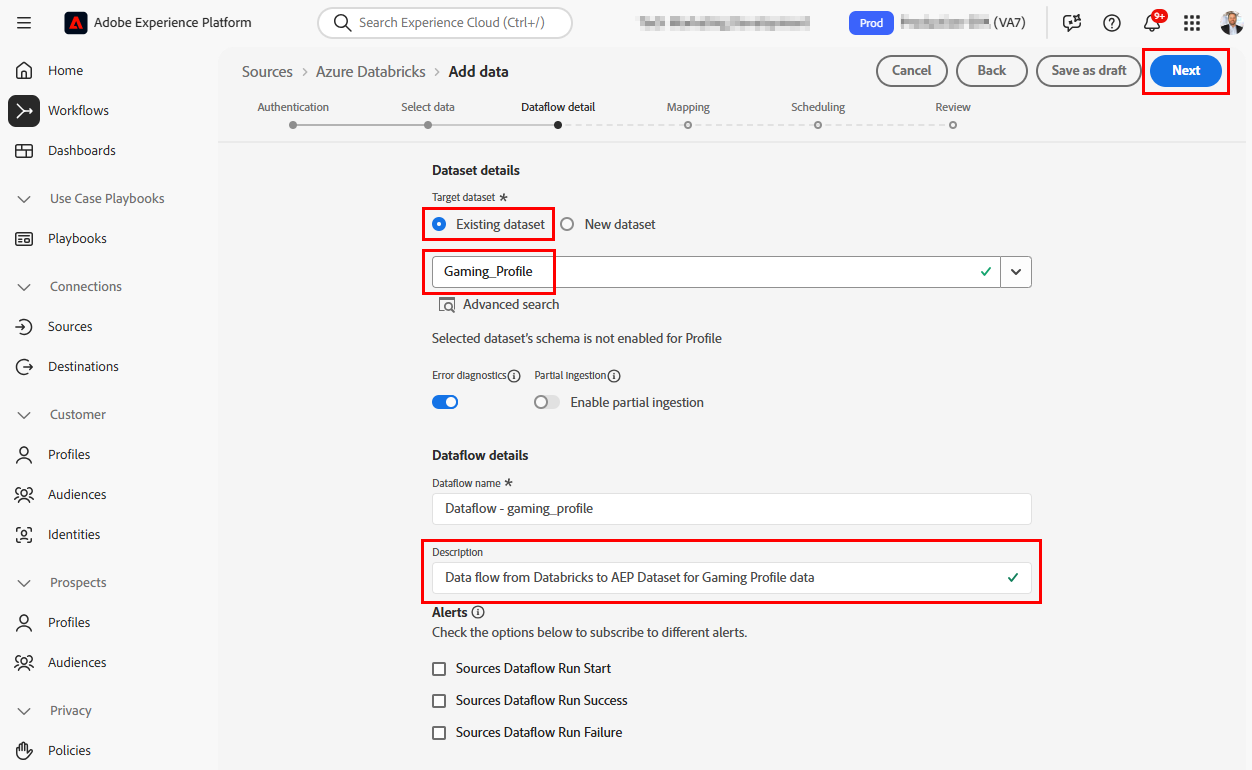 Adobe Experience Platform
Search Experience Cloud (Ctrl+/)
Prod
(VA7)
9+
Home
Workflows
Dashboards
Use Case Playbooks
Playbooks
Connections
Sources
Destinations
Customer
Profiles
Audiences
Identities
Prospects
Profiles
Audiences
Privacy
Policies
Sources > Azure Databricks > Add data
Cancel
Back
Save as draft
Next
Authentication
Select data
Dataflow detail
Mapping
Scheduling
Review
Dataset details
Target dataset *
Existing dataset
New dataset
Gaming_Profile
Advanced search
Selected dataset's schema is not enabled for Profile
Error diagnostics
Partial ingestion
Enable partial ingestion
Dataflow details
Dataflow name *
Dataflow - gaming_profile
Description
Data flow from Databricks to AEP Dataset for Gaming Profile data
Alerts
Check the options below to subscribe to different alerts.
Sources Dataflow Run Start
Sources Dataflow Run Success
Sources Dataflow Run Failure